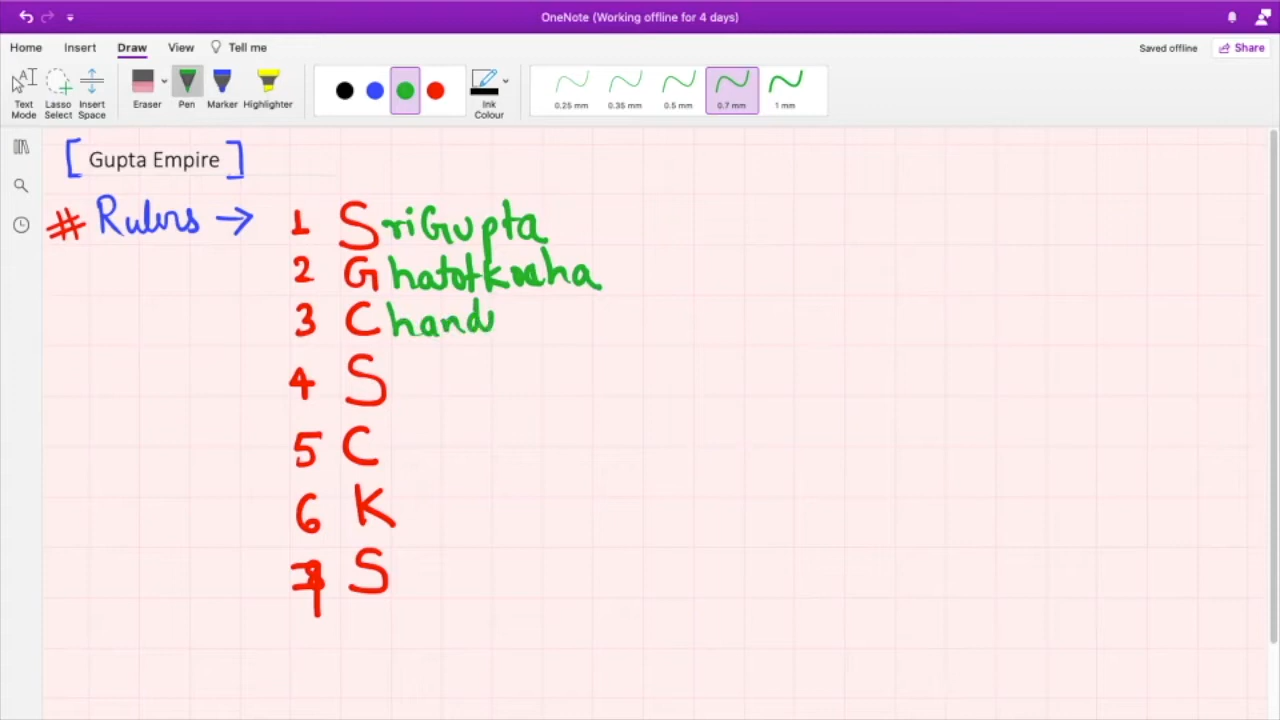 OneNote (Working offline for 4 days)
Home Insert Draw View Tell me Saved offline Share
Text Mode Lasso Select Insert Space Eraser Pen Marker Highlighter Ink Colour 0.25 mm 0.35 mm 0.5 mm 0.7 mm 1 mm
[ Gupta Empire ]
# Rulers → 1 SriGupta
2 Ghatotkacha
3 Chand
4 S
5 C
6 K
7 S